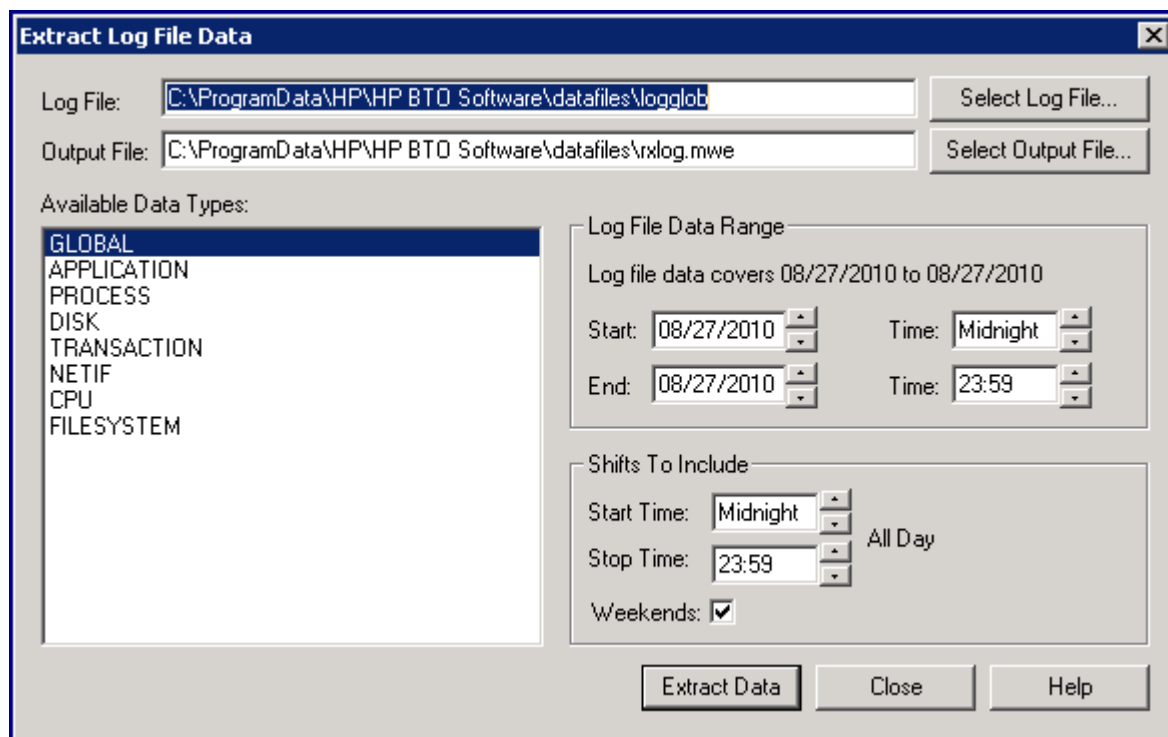 Extract Log File Data
Log File: C:\ProgramData\HP\HP BTO Software\datafiles\logglob Select Log File...
Output File: C:\ProgramData\HP\HP BTO Software\datafiles\rxlog.mwe Select Output File...
Available Data Types:
GLOBAL
APPLICATION
PROCESS
DISK
TRANSACTION
NETIF
CPU
FILESYSTEM
Log File Data Range
Log file data covers 08/27/2010 to 08/27/2010
Start: 08/27/2010 Time: Midnight
End: 08/27/2010 Time: 23:59
Shifts To Include
Start Time: Midnight
All Day
Stop Time: 23:59
Weekends:
Extract Data Close Help